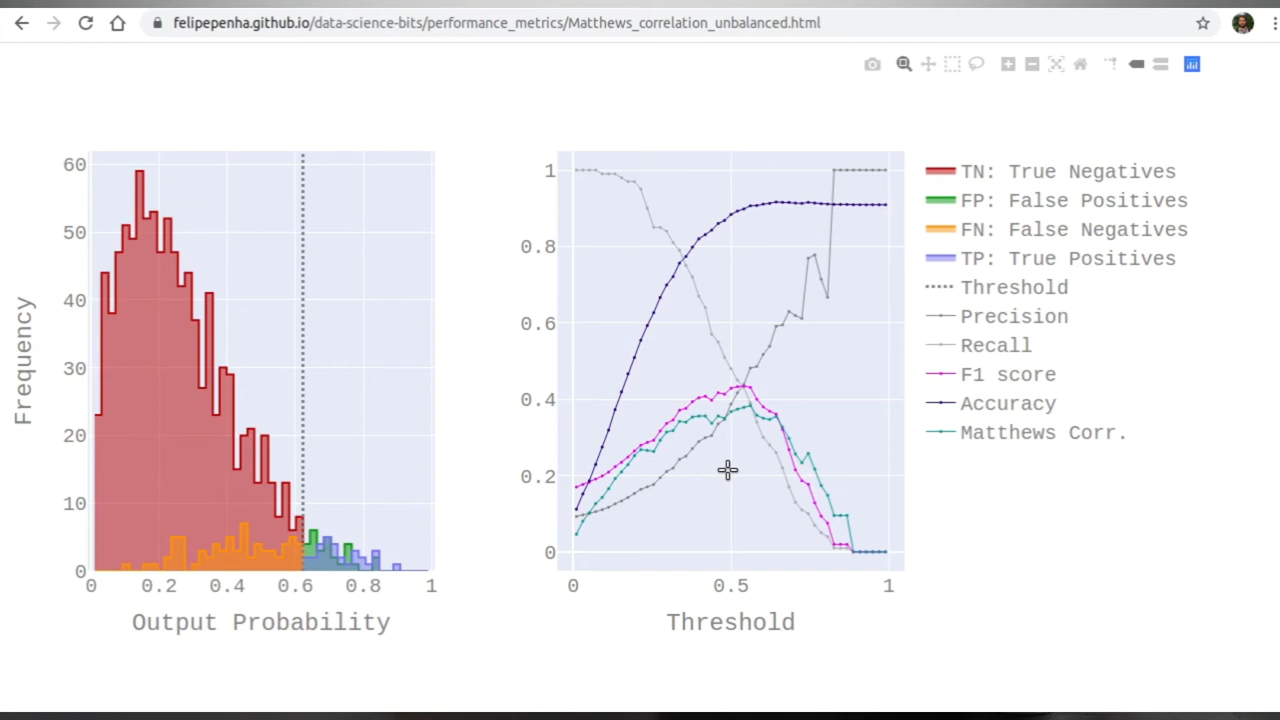 felipepenha.github.io/data-science-bits/performance_metrics/Matthews_correlation_unbalanced.html
60
50
40
30
20
10
0
Frequency
0 0.2 0.4 0.6 0.8 1
Output Probability
1
0.8
0.6
0.4
0.2
0
0 0.5 1
Threshold
TN: True Negatives
FP: False Positives
FN: False Negatives
TP: True Positives
Threshold
Precision
Recall
F1 score
Accuracy
Matthews Corr.